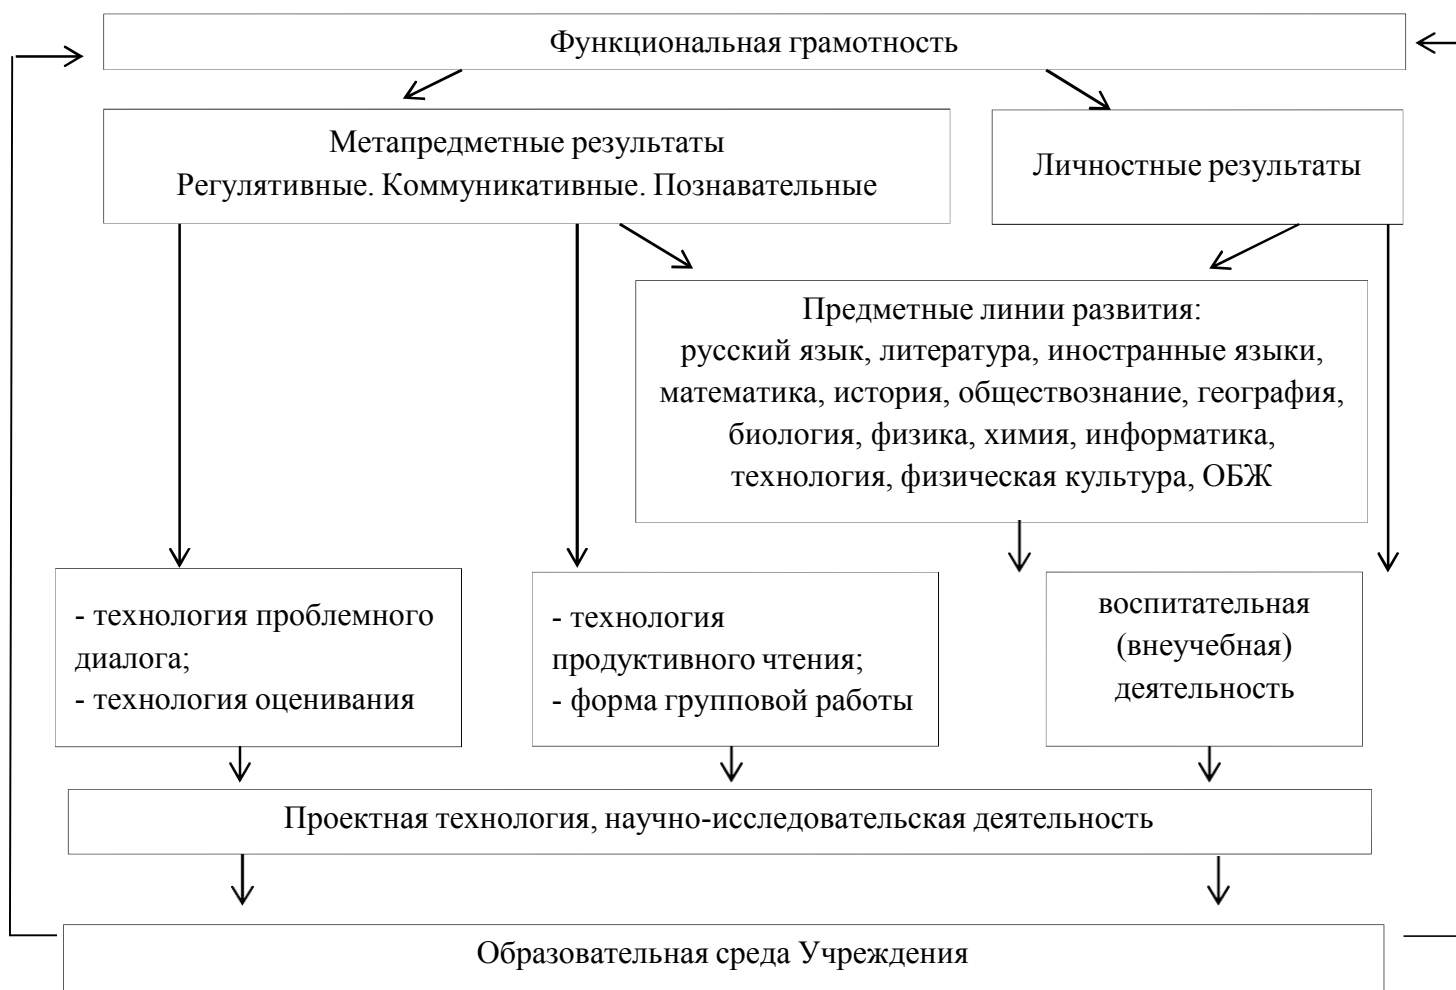 Функциональная грамотность
Метапредметные результаты
Регулятивные. Коммуникативные. Познавательные
Личностные результаты
Предметные линии развития:
русский язык, литература, иностранные языки,
математика, история, обществознание, география,
биология, физика, химия, информатика,
технология, физическая культура, ОБЖ
- технология проблемного
диалога;
- технология оценивания
- технология
продуктивного чтения;
- форма групповой работы
воспитательная
(внеучебная)
деятельность
Проектная технология, научно-исследовательская деятельность
Образовательная среда Учреждения